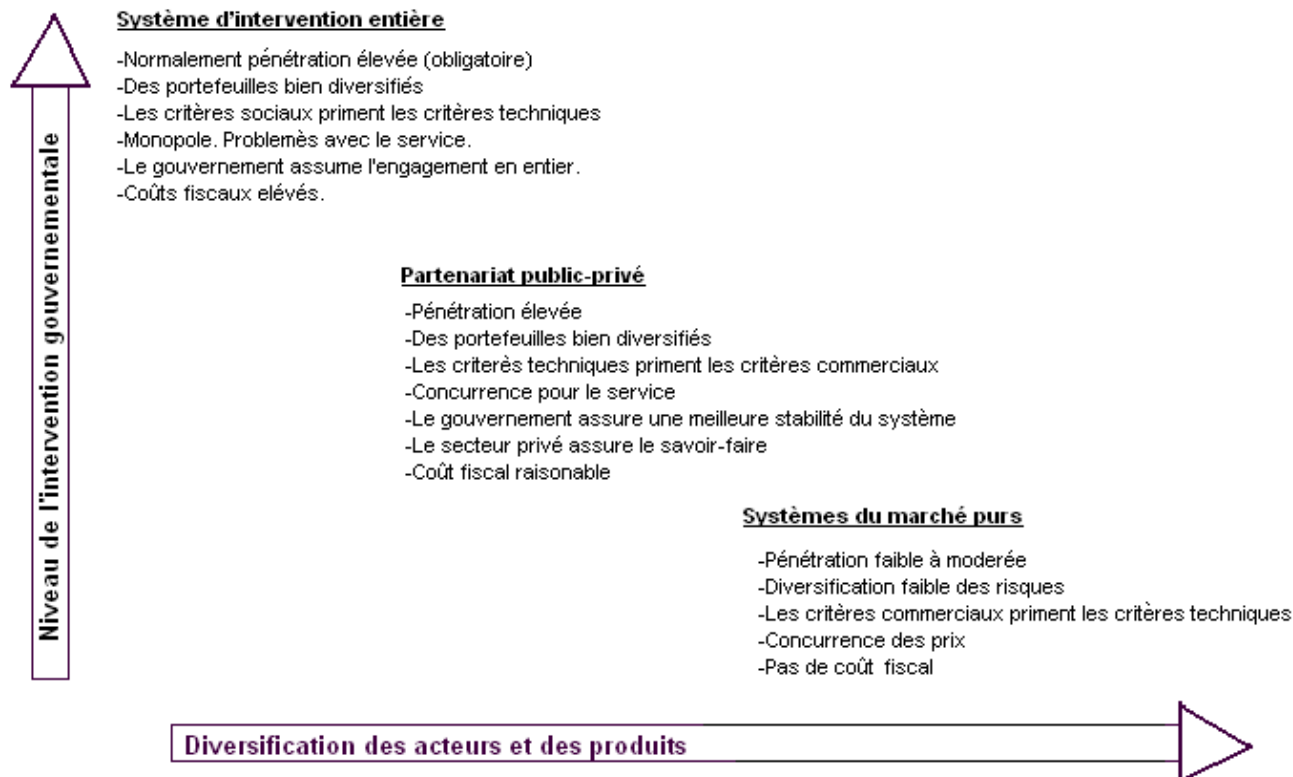 Système d'intervention entière
-Normalement pénétration élevée (obligatoire)
-Des portefeuilles bien diversifiés
-Les critères sociaux priment les critères techniques
-Monopole. Problemès avec le service.
-Le gouvernement assume l'engagement en entier.
-Coûts fiscaux elévés.
Niveau de l'intervention gouvernementale
Partenariat public-privé
-Pénétration élevée
-Des portefeuilles bien diversifiés
-Les criterès techniques priment les critères commerciaux
-Concurrence pour le service
-Le gouvernement assure une meilleure stabilité du système
-Le secteur privé assure le savoir-faire
-Coût fiscal raisonable
Systèmes du marché purs
-Pénétration faible à moderée
-Diversification faible des risques
-Les critères commerciaux priment les critères techniques
-Concurrence des prix
-Pas de coût fiscal
Diversification des acteurs et des produits